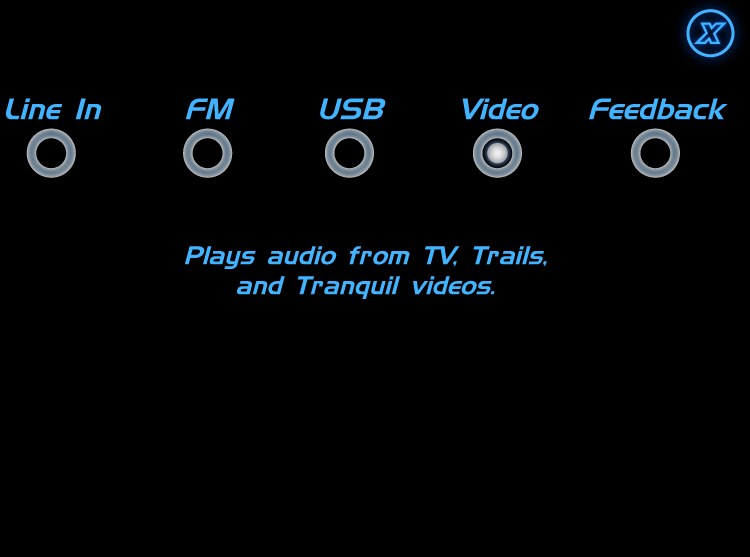 X
Line In FM USB Video Feedback
Plays audio from TV, Trails,
and Tranquil videos.